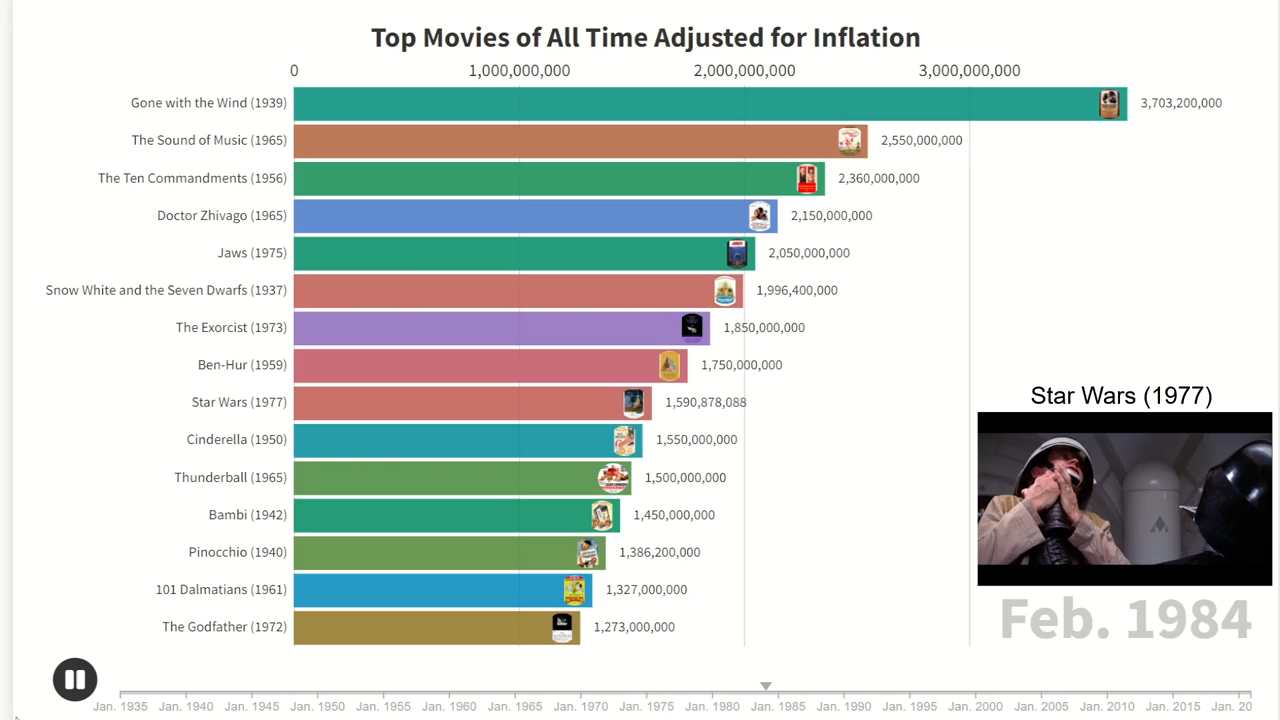 Top Movies of All Time Adjusted for Inflation
0 1,000,000,000 2,000,000,000 3,000,000,000
Gone with the Wind (1939) 3,703,200,000
The Sound of Music (1965) 2,550,000,000
The Ten Commandments (1956) 2,360,000,000
Doctor Zhivago (1965) 2,150,000,000
Jaws (1975) 2,050,000,000
Snow White and the Seven Dwarfs (1937) 1,996,400,000
The Exorcist (1973) 1,850,000,000
Ben-Hur (1959) 1,750,000,000
Star Wars (1977) 1,590,878,088
Star Wars (1977)
Cinderella (1950) 1,550,000,000
Thunderball (1965) 1,500,000,000
Bambi (1942) 1,450,000,000
Pinocchio (1940) 1,386,200,000
101 Dalmatians (1961) 1,327,000,000
The Godfather (1972) 1,273,000,000
Feb. 1984
Jan. 1935 Jan. 1940 Jan. 1945 Jan. 1950 Jan. 1955 Jan. 1960 Jan. 1965 Jan. 1970 Jan. 1975 Jan. 1980 Jan. 1985 Jan. 1990 Jan. 1995 Jan. 2000 Jan. 2005 Jan. 2010 Jan. 2015 Jan. 20